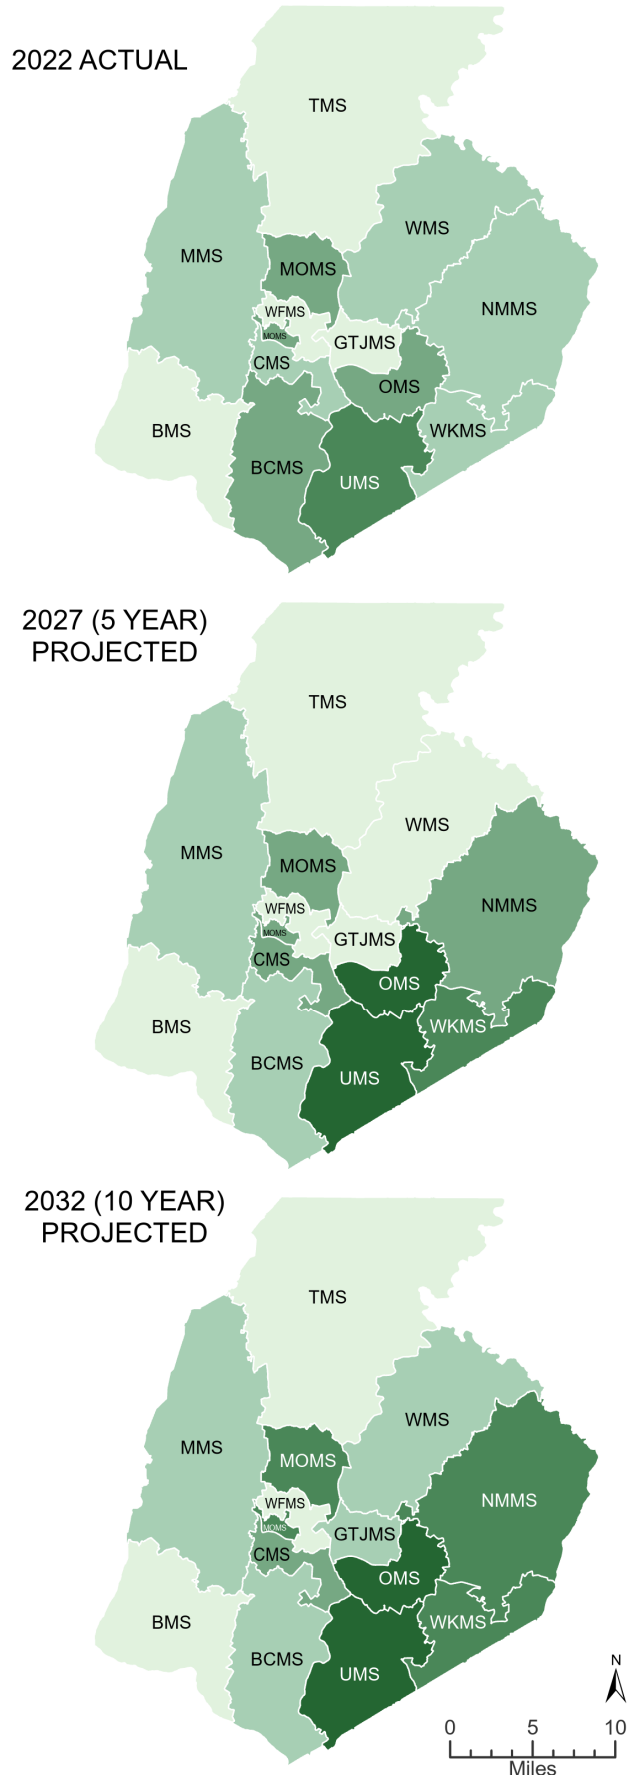 2022 ACTUAL
TMS
WMS
MMS
MOMS
NMMS
WFMS
MOMS
GTJMS
CMS
OMS
BMS
WKMS
BCMS
UMS
2027 (5 YEAR)
PROJECTED
TMS
WMS
MMS
MOMS
NMMS
WFMS
MOMS
GTJMS
CMS
OMS
BMS
WKMS
BCMS
UMS
2032 (10 YEAR)
PROJECTED
TMS
WMS
MMS
MOMS
NMMS
WFMS
MOMS
GTJMS
CMS
OMS
BMS
WKMS
BCMS
UMS
N
0 5 10
Miles